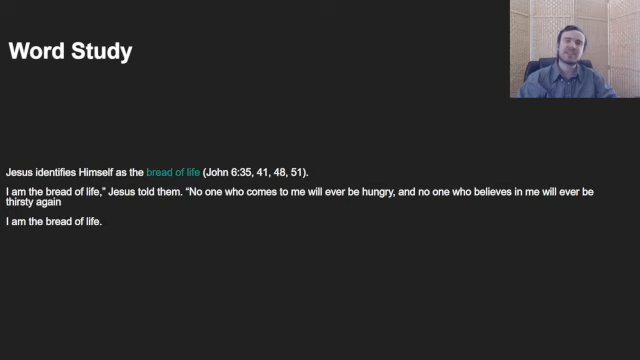 Word Study
Jesus identifies Himself as the bread of life (John 6:35, 41, 48, 51).
I am the bread of life,” Jesus told them. “No one who comes to me will ever be hungry, and no one who believes in me will ever be
thirsty again
I am the bread of life.